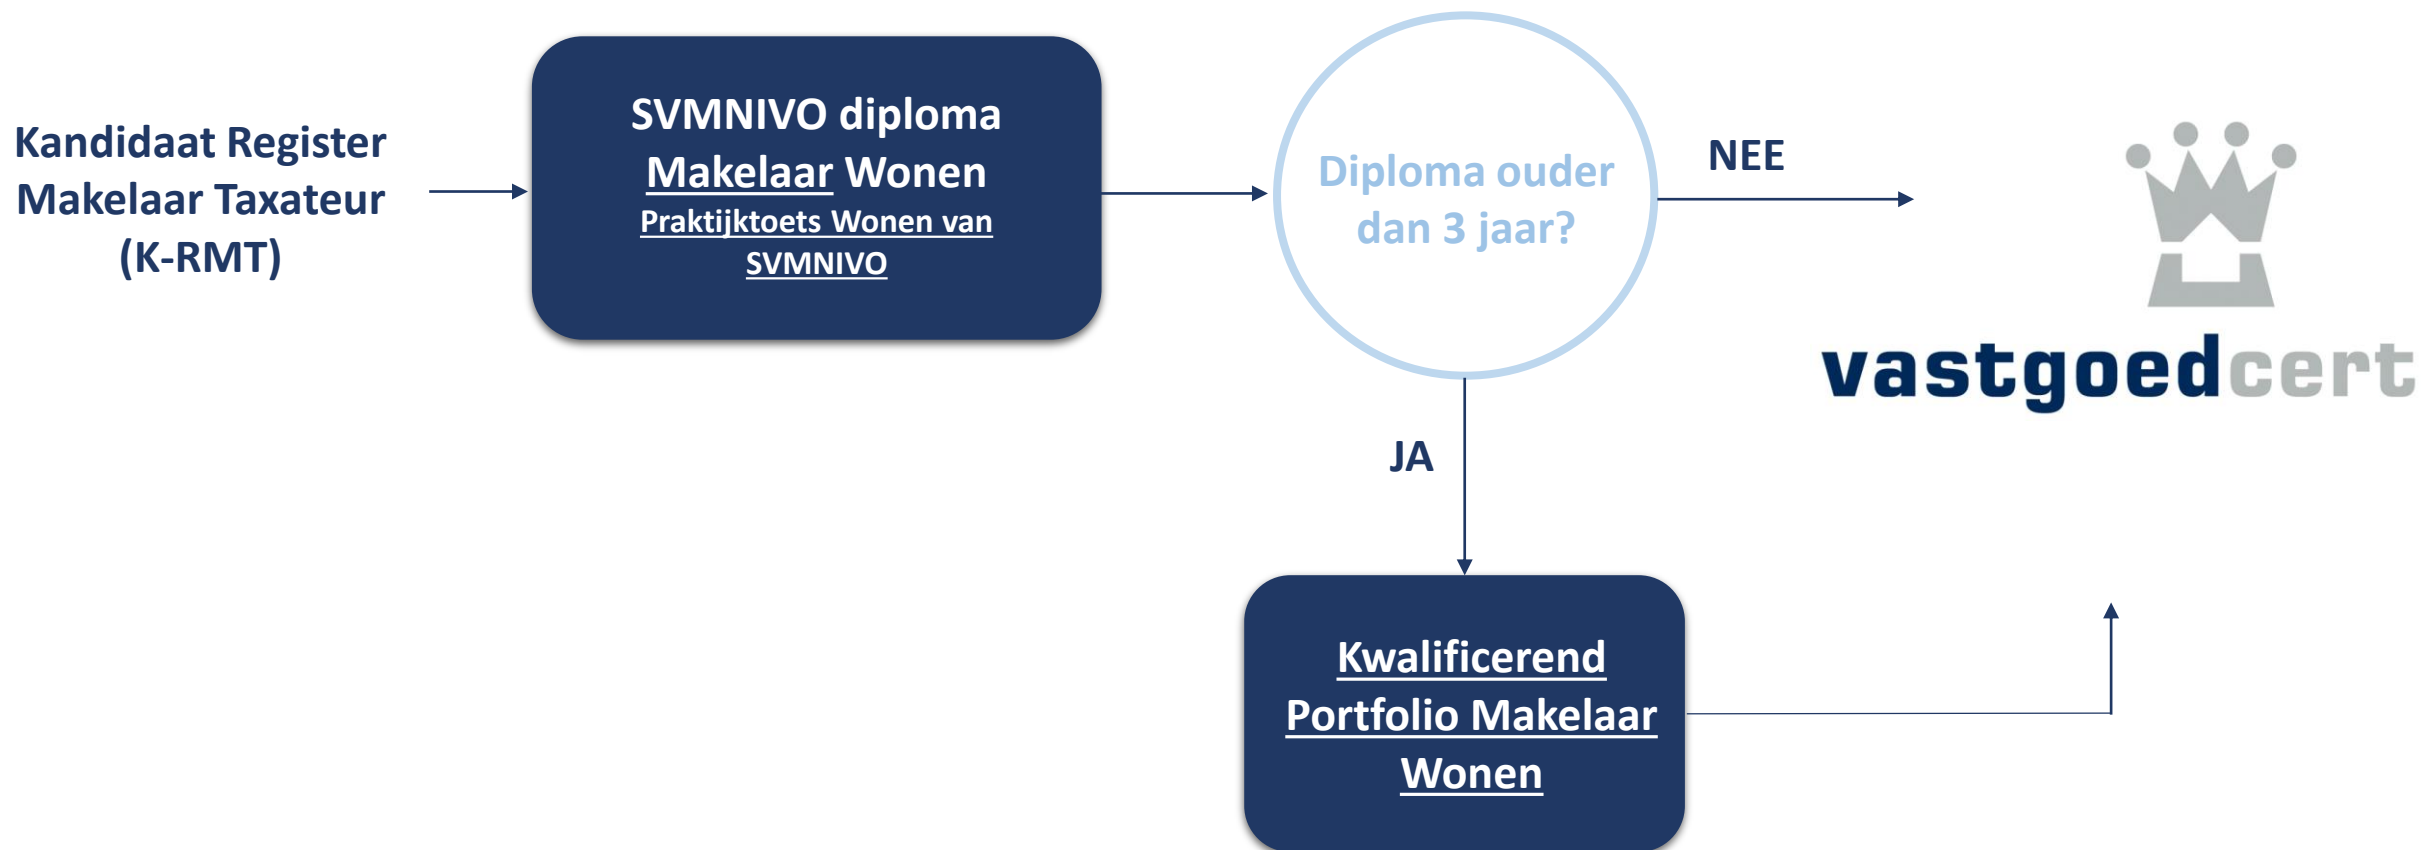 Kandidaat Register
Makelaar Taxateur
(K-RMT)
SVMNIVO diploma
Makelaar Wonen
Praktijktoets Wonen van
SVMNIVO
Diploma ouder
dan 3 jaar?
NEE
vastgoedcert
JA
Kwalificerend
Portfolio Makelaar
Wonen